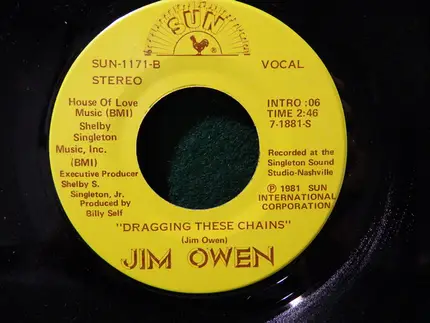 SUN
SUN-1171-B
STEREO
VOCAL
House Of Love
Music (BMI)
Shelby
Singleton
Music, Inc.
(BMI)
Executive Producer
Shelby S.
Singleton, Jr.
Produced by
Billy Self
INTRO :06
TIME 2:46
7-1881-S
Recorded at the
Singleton Sound
Studio-Nashville
Ⓟ 1981 SUN
INTERNATIONAL
CORPORATION
"DRAGGING THESE CHAINS"
(Jim Owen)
JIM OWEN